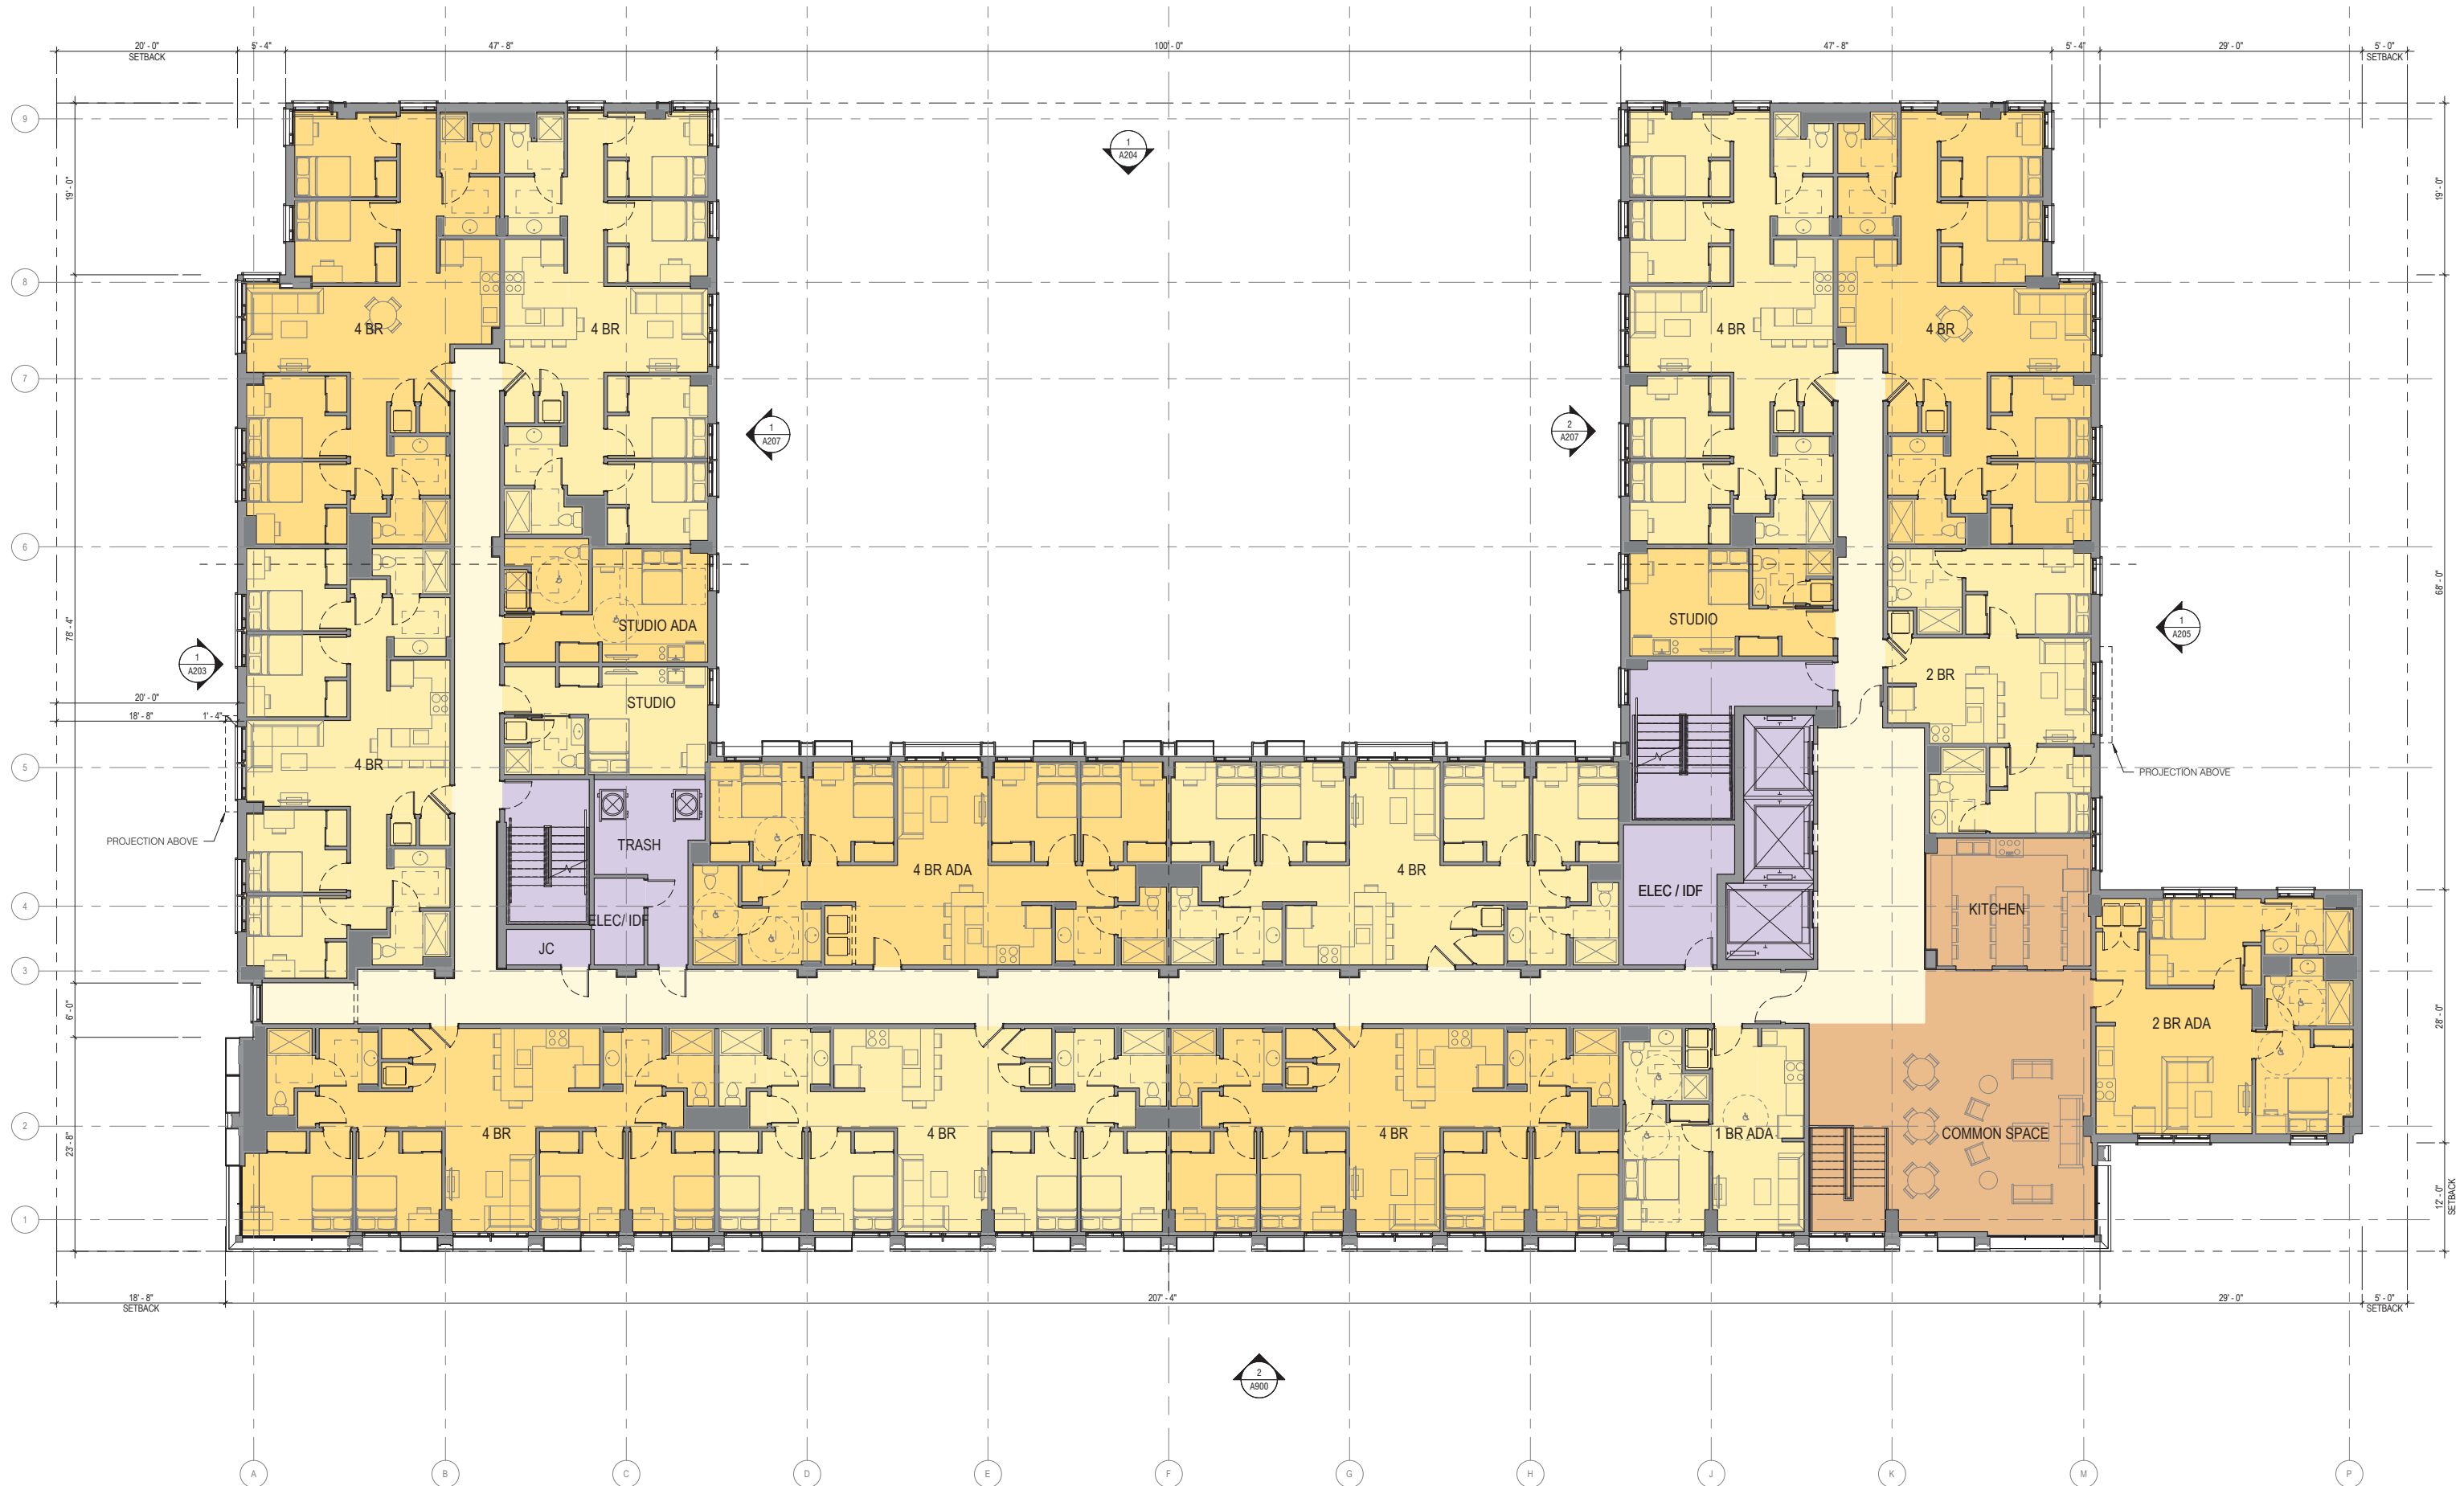 20' - 0"
SETBACK
5' - 4"
47' - 8"
100' - 0"
47' - 8"
5' - 4"
29' - 0"
5' - 0"
SETBACK
9
1
A204
19' - 0"
19' - 0"
8
4 BR
4 BR
4 BR
4 BR
7
1
A207
2
A207
6
68' - 0"
78' - 4"
STUDIO ADA
STUDIO
1
A205
1
A203
2 BR
20' - 0"
18' - 8"
1' - 4"
STUDIO
5
4 BR
PROJECTION ABOVE
PROJECTION ABOVE
TRASH
4 BR ADA
4 BR
ELEC / IDF
4
ELEC/ IDF
KITCHEN
JC
3
6' - 0"
28' - 0"
2 BR ADA
2
4 BR
4 BR
4 BR
1 BR ADA
COMMON SPACE
23' - 8"
12' - 0"
SETBACK
1
18' - 8"
SETBACK
207' - 4"
29' - 0"
5' - 0"
SETBACK
2
A900
A
B
C
D
E
F
G
H
J
K
M
P